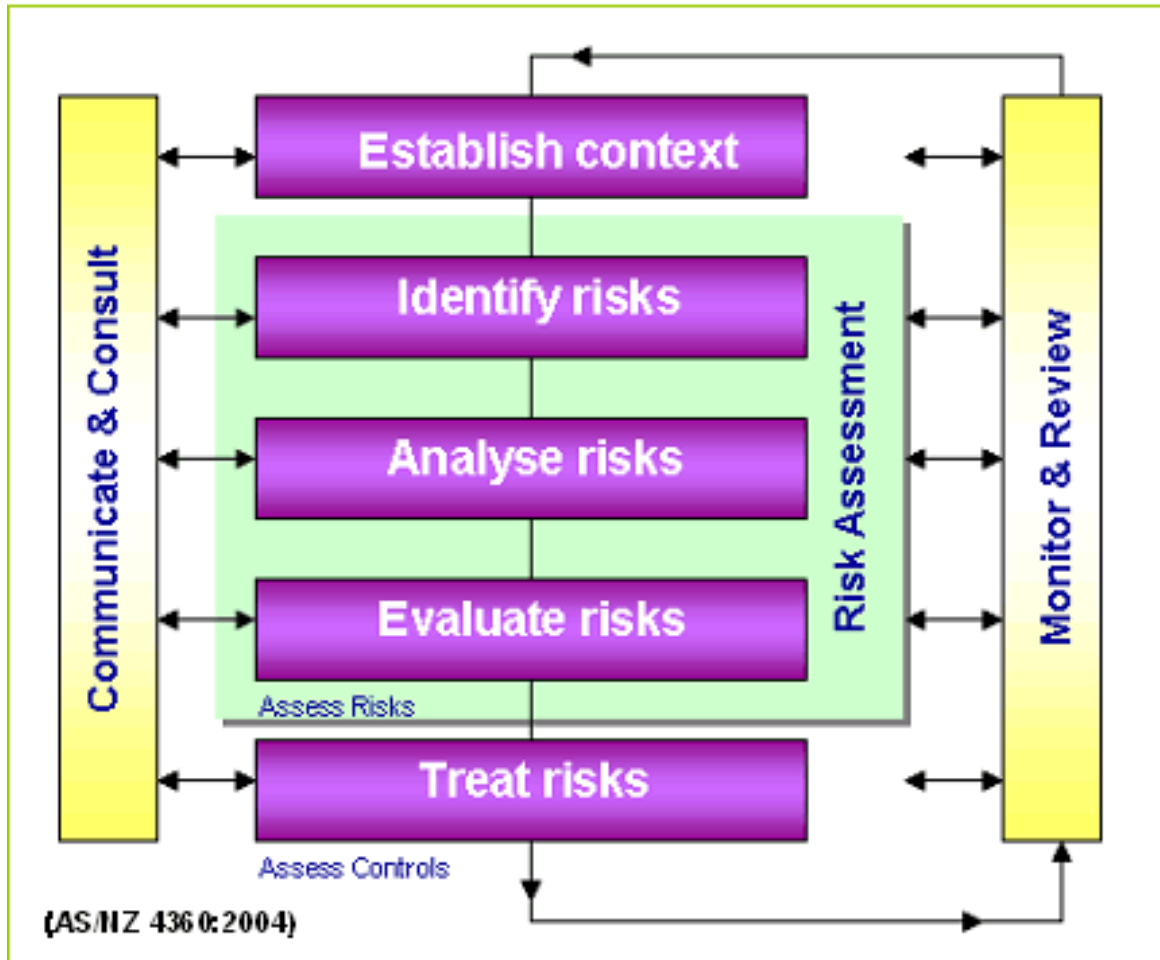 Establish context
Communicate & Consult
Identify risks
Analyse risks
Evaluate risks
Risk Assessment
Monitor & Review
Assess Risks
Treat risks
Assess Controls
(AS/NZ 4360:2004)